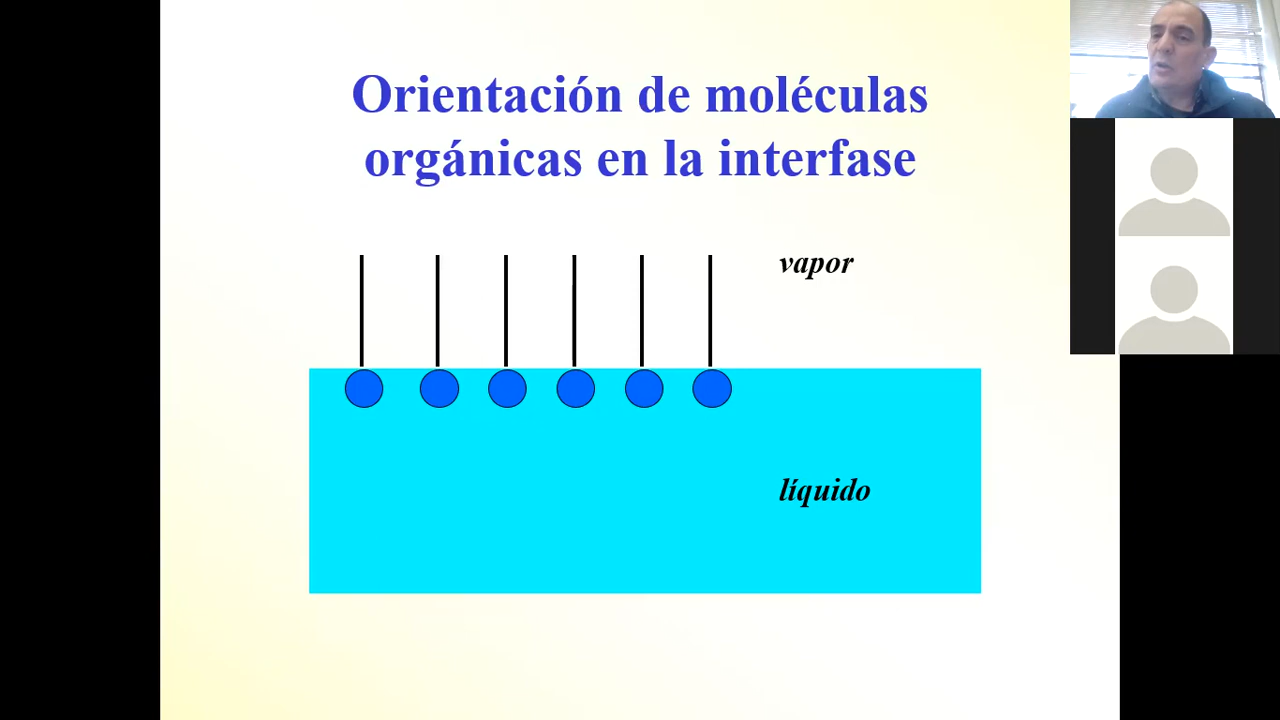 Orientación de moléculas
orgánicas en la interfase
vapor
líquido